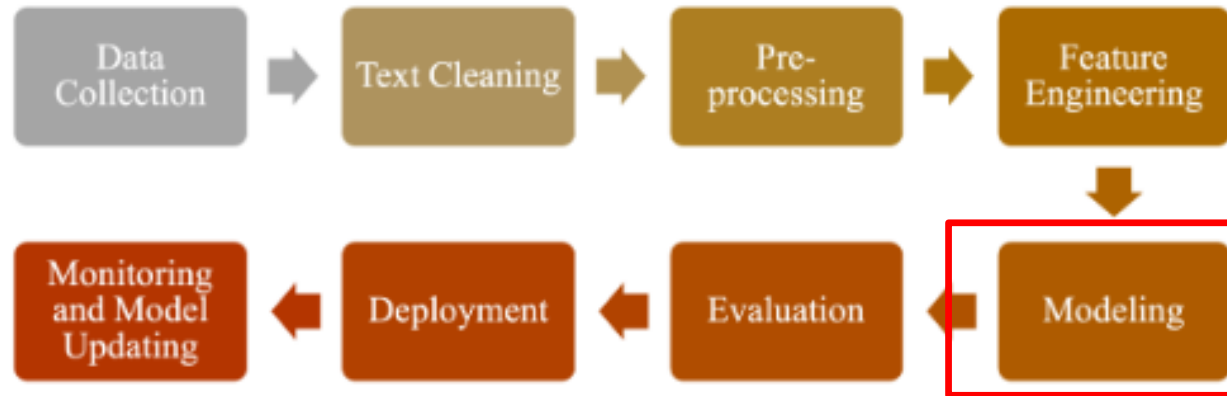 Data
Collection
Text Cleaning
Pre-
processing
Feature
Engineering
Modeling
Evaluation
Deployment
Monitoring
and Model
Updating